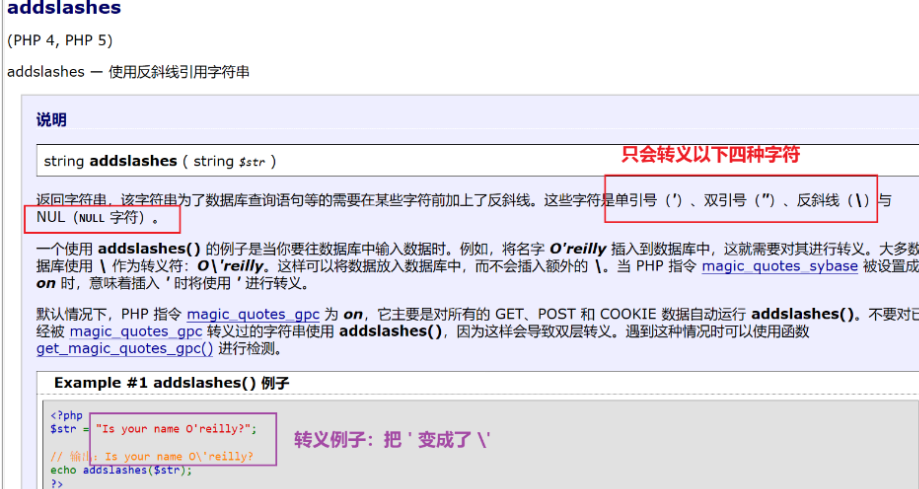 addslashes
(PHP 4, PHP 5)
addslashes — 使用反斜线引用字符串
说明
string addslashes ( string $str )
只会转义以下四种字符
返回字符串，该字符串为了数据库查询语句等的需要在某些字符前加上了反斜线。这些字符是单引号（'）、双引号（"）、反斜线（\）与
NUL（NULL 字符）。
一个使用 addslashes() 的例子是当你要往数据库中输入数据时。例如，将名字 O'reilly 插入到数据库中，这就需要对其进行转义。大多数
据库使用 \ 作为转义符：O\'reilly。这样可以将数据放入数据库中，而不会插入额外的 \。当 PHP 指令 magic_quotes_sybase 被设置成
on 时，意味着插入 ' 时将使用 ' 进行转义。
默认情况下，PHP 指令 magic_quotes_gpc 为 on，它主要是对所有的 GET、POST 和 COOKIE 数据自动运行 addslashes()。不要对已
经被 magic_quotes_gpc 转义过的字符串使用 addslashes()，因为这样会导致双层转义。遇到这种情况时可以使用函数
get_magic_quotes_gpc() 进行检测。
Example #1 addslashes() 例子
<?php
$str = "Is your name O'reilly?";
转义例子：把 ' 变成了 \'
// 输出：Is your name O\'reilly?
echo addslashes($str);
?>